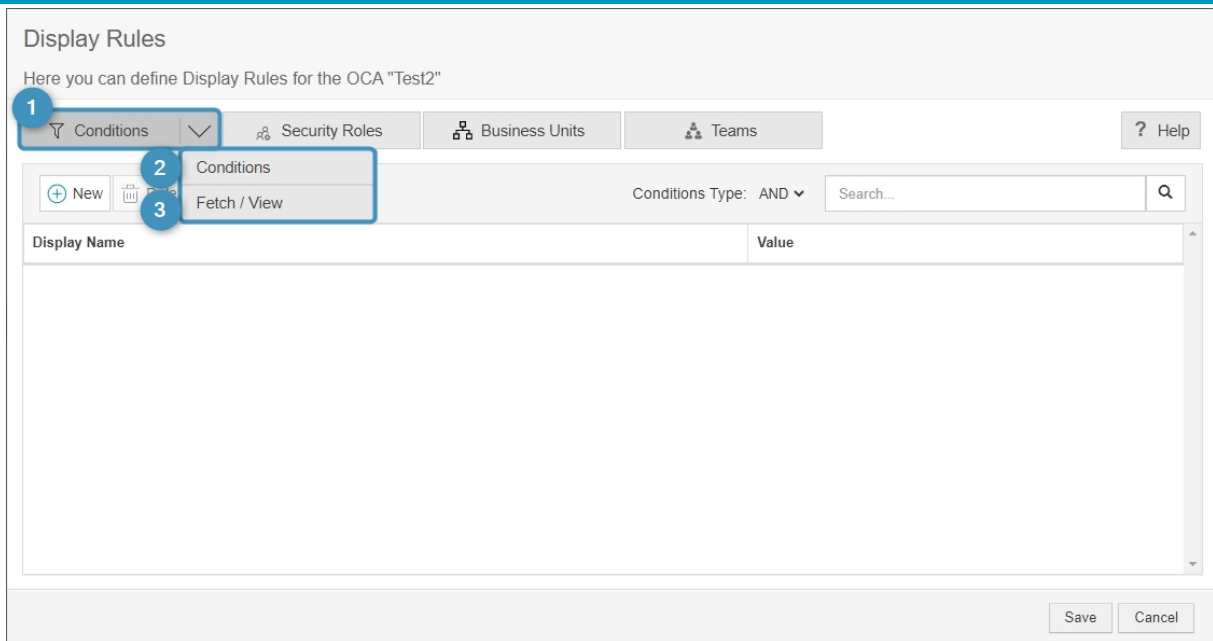 Display Rules
Here you can define Display Rules for the OCA "Test2"
1
Conditions Security Roles Business Units Teams ? Help
2 Conditions
New Conditions Type: AND Search...
3 Fetch / View
Display Name Value
Save Cancel